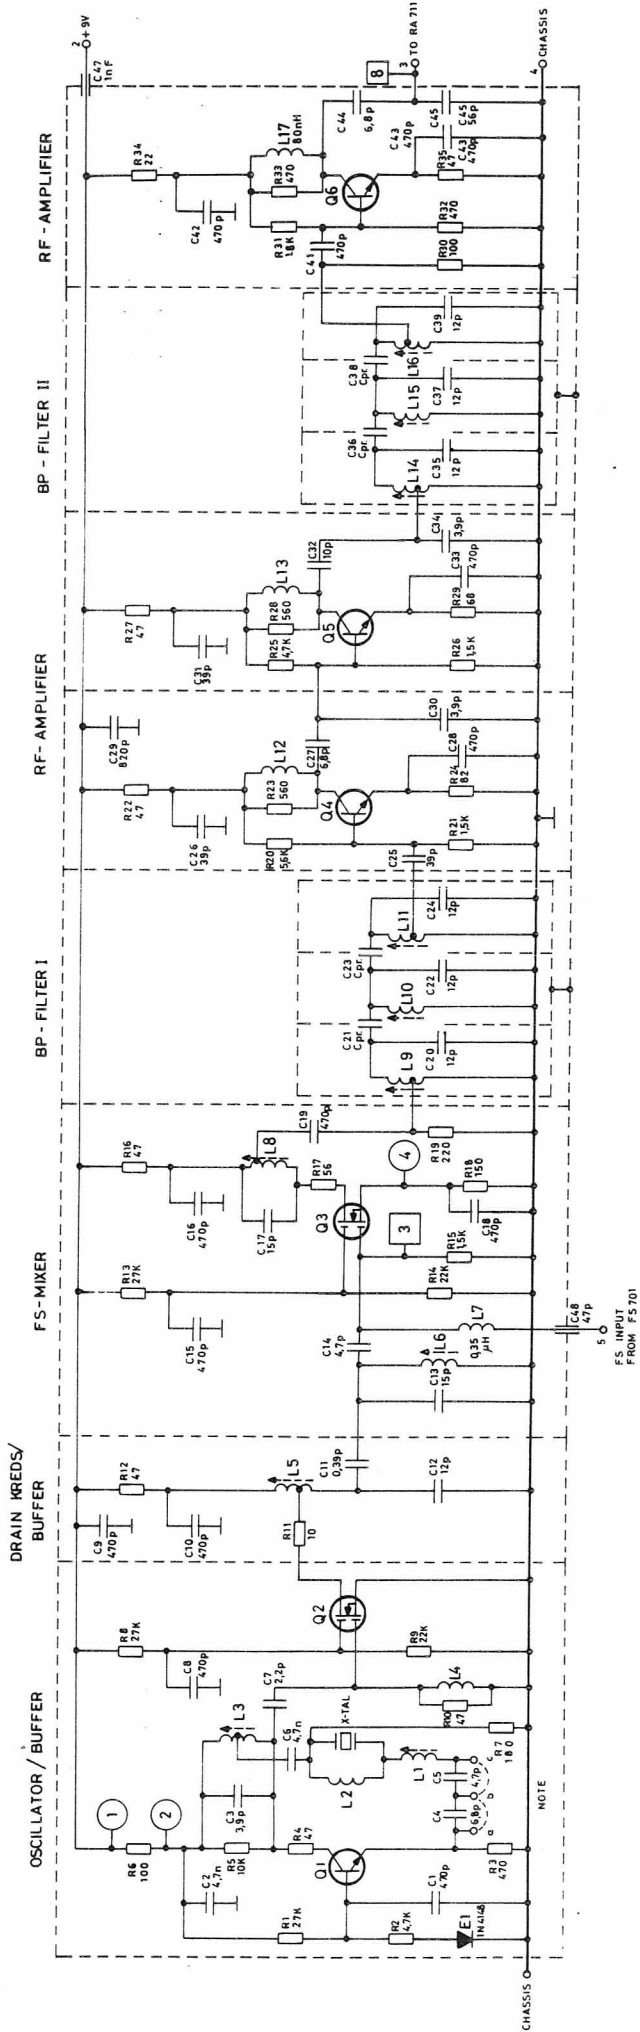 OSCILLATOR / BUFFER
DRAIN KREDS/
BUFFER
FS-MIXER
BP-FILTER I
RF-AMPLIFIER
BP - FILTER II
RF-AMPLIFIER
2
+ 9V
C47
1nF
1
R6
100
2
C2
4,7n
R1
27K
R2
4,7K
E1
1N4148
C1
470p
R5
10K
C3
3,9p
L3
R4
47
Q1
R3
470
C6
4,7n
X-TAL
L2
L1
C4
6,8p
C5
4,7p
a
b
c
R7
180
NOTE
C7
2,2p
R10
47
L4
R8
27K
C8
470p
Q2
R9
22K
C9
470p
R12
47
C10
470p
L5
R11
10
C11
0,39p
C12
12p
R13
27K
C15
470p
C14
4,7p
C13
15p
L6
L7
0,35
µH
C48
47p
5
FS INPUT
FROM FS701
R14
22K
R15
1,5K
3
Q3
R16
47
C16
470p
C17
15p
L8
R17
56
4
C18
470p
R18
150
C19
470p
R19
220
L9
C20
12p
C21
Cpr.
L10
C22
12p
C23
Cpr.
L11
C24
12p
C25
39p
R20
5,6K
R21
1,5K
C26
39p
R22
47
R23
560
L12
Q4
R24
82
C28
470p
C27
6,8p
C29
820p
C30
3,9p
R25
4,7K
R26
1,5K
R27
47
C31
39p
R28
560
L13
Q5
C32
10p
R29
68
C33
470p
C34
3,9p
L14
C35
12p
C36
Cpr.
L15
C37
12p
C38
Cpr.
L16
C39
12p
C41
470p
R30
100
R31
1,8K
R32
470
R34
22
C42
470p
R33
470
L17
80nH
Q6
R35
47
C43
470p
C43
470p
C44
6,8p
C45
C45
56p
8
3
TO RA 711
4
CHASSIS
CHASSIS